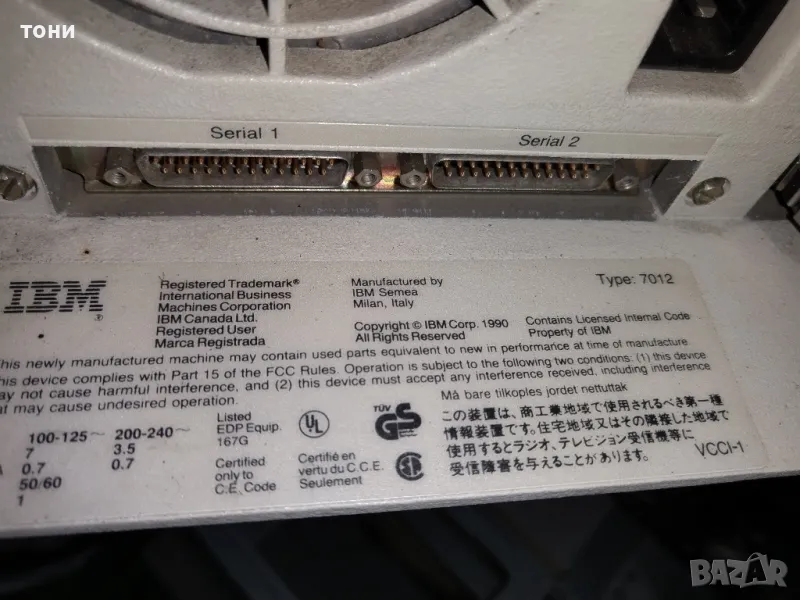 ТОНИ
Serial 1
Serial 2
IBM
®
Registered Trademark®
International Business
Machines Corporation
IBM Canada Ltd.
Registered User
Marca Registrada
Manufactured by
IBM Semea
Milan, Italy
Copyright © IBM Corp. 1990
All Rights Reserved
Type: 7012
Contains Licensed Internal Code
Property of IBM
This newly manufactured machine may contain used parts equivalent to new in performance at time of manufacture
This device complies with Part 15 of the FCC Rules. Operation is subject to the following two conditions: (1) this device
may not cause harmful interference, and (2) this device must accept any interference received, including interference
that may cause undesired operation.
Må bare tilkoples jordet nettuttak
100-125~ 200-240~
7 3.5
A 0.7 0.7
50/60
1
Listed
EDP Equip.
167G
UL
TÜV
GS
Certified
only to
C.E. Code
Certifié en
vertu du C.C.E.
Seulement
この装置は、商工業地域で使用されるべき第一種
情報装置です。住宅地域又はその隣接した地域で
使用するとラジオ、テレビジョン受信機等に
受信障害を与えることがあります。
VCCI-1
BAZAR